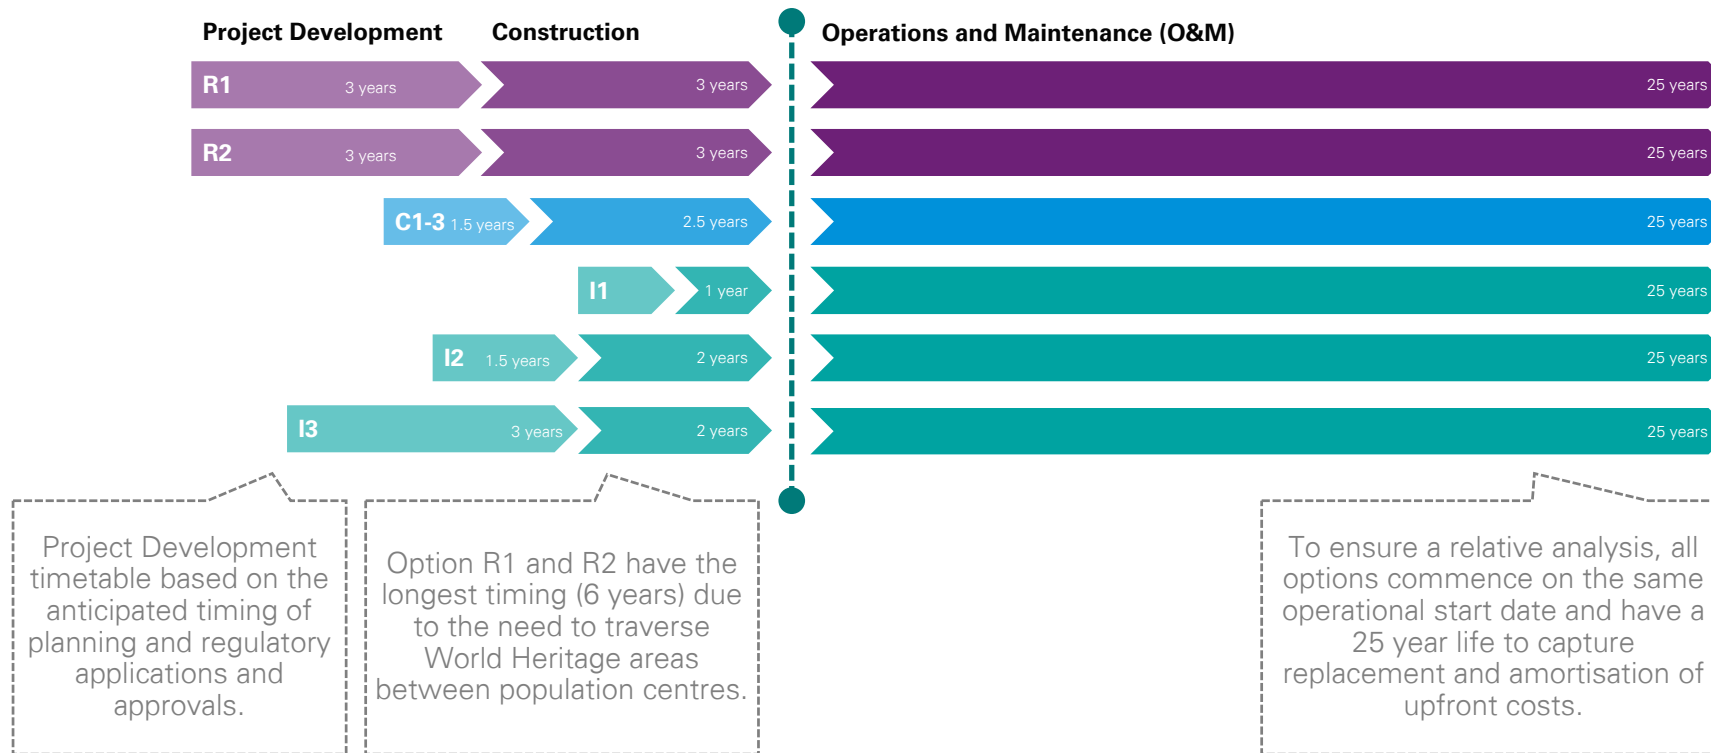 Project Development
Construction
Operations and Maintenance (O&M)
R1 3 years
3 years
25 years
R2 3 years
3 years
25 years
C1-3 1.5 years
2.5 years
25 years
I1
1 year
25 years
I2 1.5 years
2 years
25 years
I3 3 years
2 years
25 years
Project Development
timetable based on the
anticipated timing of
planning and regulatory
applications and
approvals.
Option R1 and R2 have the
longest timing (6 years) due
to the need to traverse
World Heritage areas
between population centres.
To ensure a relative analysis, all
options commence on the same
operational start date and have a
25 year life to capture
replacement and amortisation of
upfront costs.